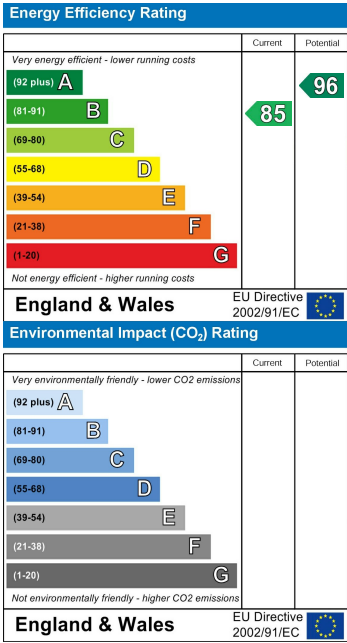 Energy Efficiency Rating
Current Potential
Very energy efficient - lower running costs
(92 plus) A
96
(81-91) B
85
(69-80) C
(55-68) D
(39-54) E
(21-38) F
(1-20) G
Not energy efficient - higher running costs
England & Wales
EU Directive
2002/91/EC
Environmental Impact (CO₂) Rating
Current Potential
Very environmentally friendly - lower CO2 emissions
(92 plus) A
(81-91) B
(69-80) C
(55-68) D
(39-54) E
(21-38) F
(1-20) G
Not environmentally friendly - higher CO2 emissions
England & Wales
EU Directive
2002/91/EC